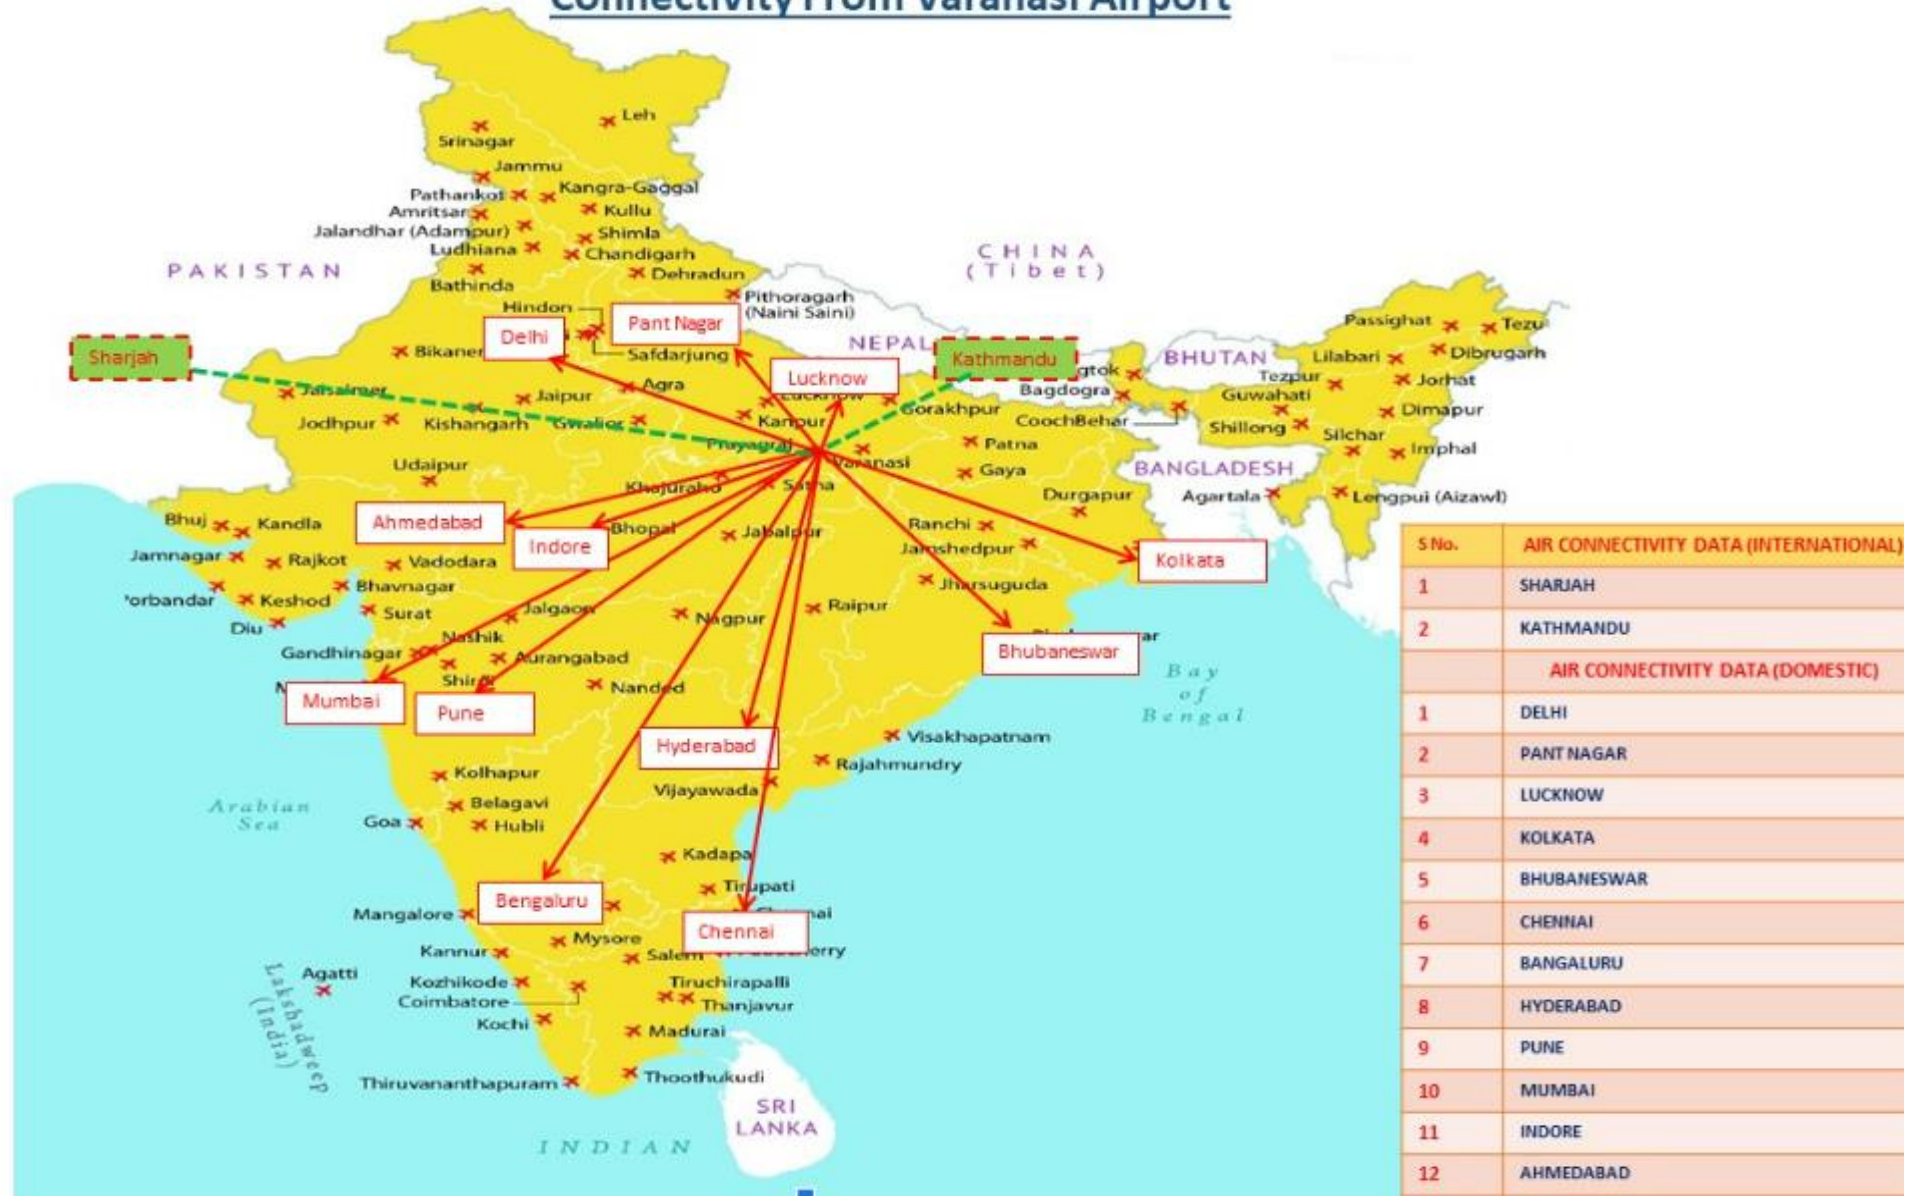 Connectivity From Varanasi Airport
Leh
Srinagar
Jammu
Pathankot
Kangra-Gaggal
Amritsar
Kullu
Jalandhar (Adampur)
Shimla
Ludhiana
Chandigarh
CHINA
(Tibet)
PAKISTAN
Dehradun
Bathinda
Pithoragarh
(Naini Saini)
Hindon
Pant Nagar
Delhi
Passighat
Tezu
NEPAL
Sharjah
Bikaner
Safdarjung
Kathmandu
BHUTAN
Lilabari
Dibrugarh
Lucknow
gtok
Tezpur
Jorhat
Jaisalmer
Jaipur
Agra
Lucknow
Bagdogra
Guwahati
Gorakhpur
Dimapur
Jodhpur
Kishangarh
Gwalior
Kanpur
CoochBehar
Shillong
Silchar
Prayagraj
Patna
Imphal
Udaipur
Varanasi
Gaya
BANGLADESH
Khajuraho
Satna
Durgapur
Agartala
Lengpui (Aizawl)
Bhuj
Kandla
Ahmedabad
Bhopal
Jabalpur
Ranchi
Indore
Jamshedpur
Jamnagar
Rajkot
Vadodara
Kolkata
Bhavnagar
Jharsuguda
'orbandar
Keshod
Surat
Jalgaon
Nagpur
Raipur
Diu
Nashik
Gandhinagar
Aurangabad
Bhubaneswar
ar
Shirdi
Nanded
Bay
of
Bengal
Mumbai
Pune
Hyderabad
Visakhapatnam
Rajahmundry
Kolhapur
Vijayawada
Arabian
Sea
Belagavi
Goa
Hubli
Kadapa
Tirupati
Bengaluru
Mangalore
Chennai
nai
Mysore
Kannur
Salem
erry
Agatti
Kozhikode
Tiruchirapalli
Coimbatore
Thanjavur
Lakshadweep
(India)
Kochi
Madurai
Thiruvananthapuram
Thoothukudi
SRI
LANKA
INDIAN
S No. AIR CONNECTIVITY DATA (INTERNATIONAL)
1 SHARJAH
2 KATHMANDU
AIR CONNECTIVITY DATA (DOMESTIC)
1 DELHI
2 PANT NAGAR
3 LUCKNOW
4 KOLKATA
5 BHUBANESWAR
6 CHENNAI
7 BANGALURU
8 HYDERABAD
9 PUNE
10 MUMBAI
11 INDORE
12 AHMEDABAD